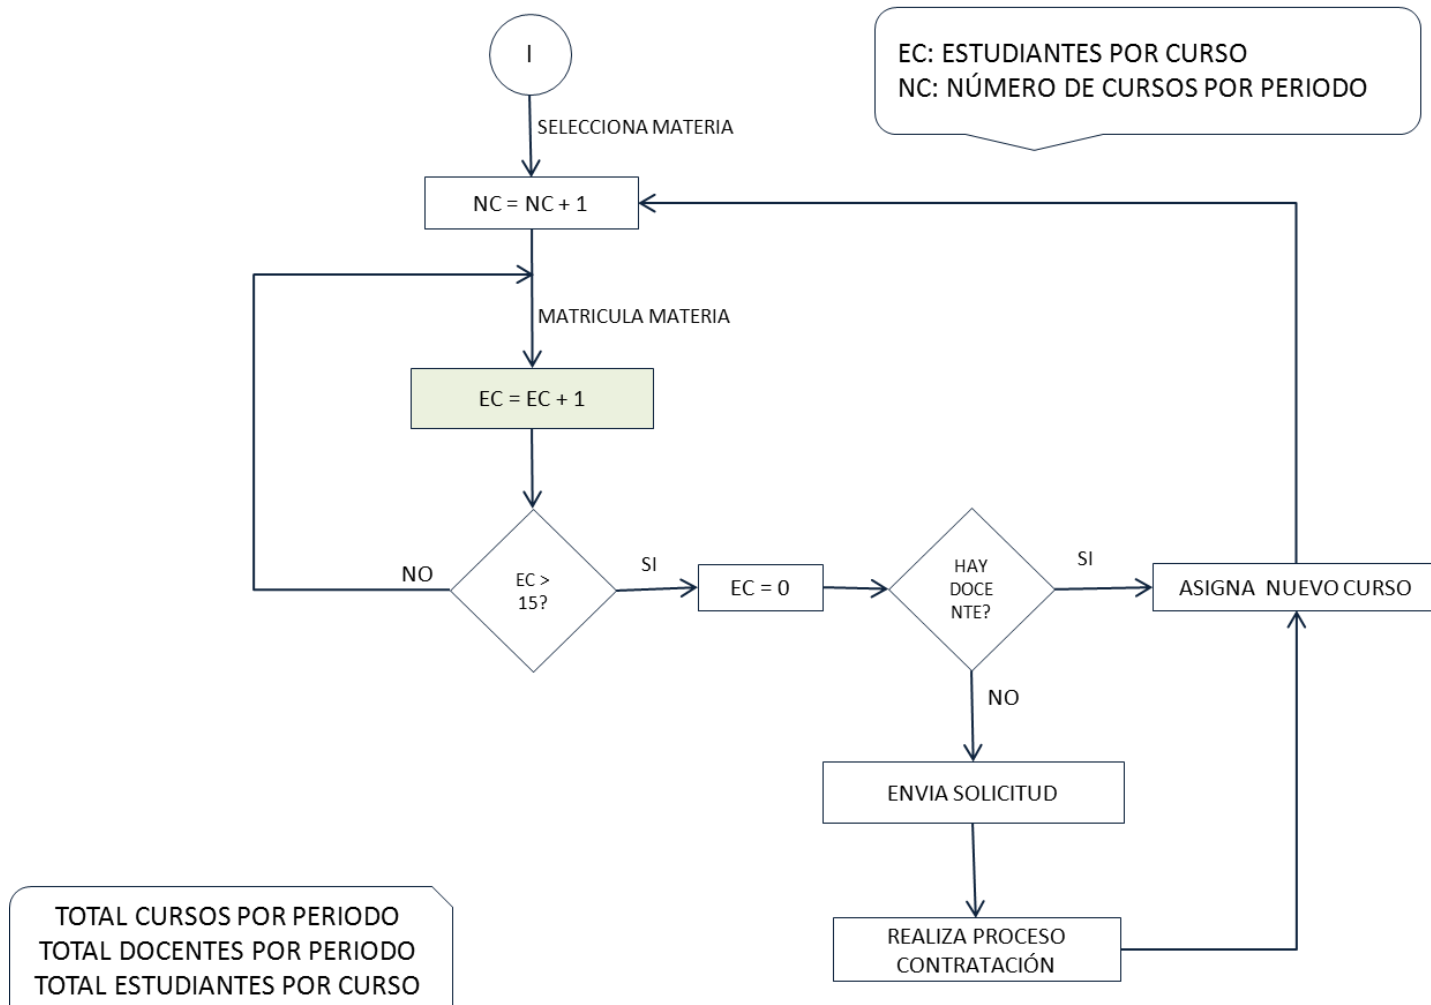 I
EC: ESTUDIANTES POR CURSO
NC: NÚMERO DE CURSOS POR PERIODO
SELECCIONA MATERIA
NC = NC + 1
MATRICULA MATERIA
EC = EC + 1
NO
EC >
15?
SI
EC = 0
HAY
DOCE
NTE?
SI
ASIGNA NUEVO CURSO
NO
ENVIA SOLICITUD
REALIZA PROCESO
CONTRATACIÓN
TOTAL CURSOS POR PERIODO
TOTAL DOCENTES POR PERIODO
TOTAL ESTUDIANTES POR CURSO